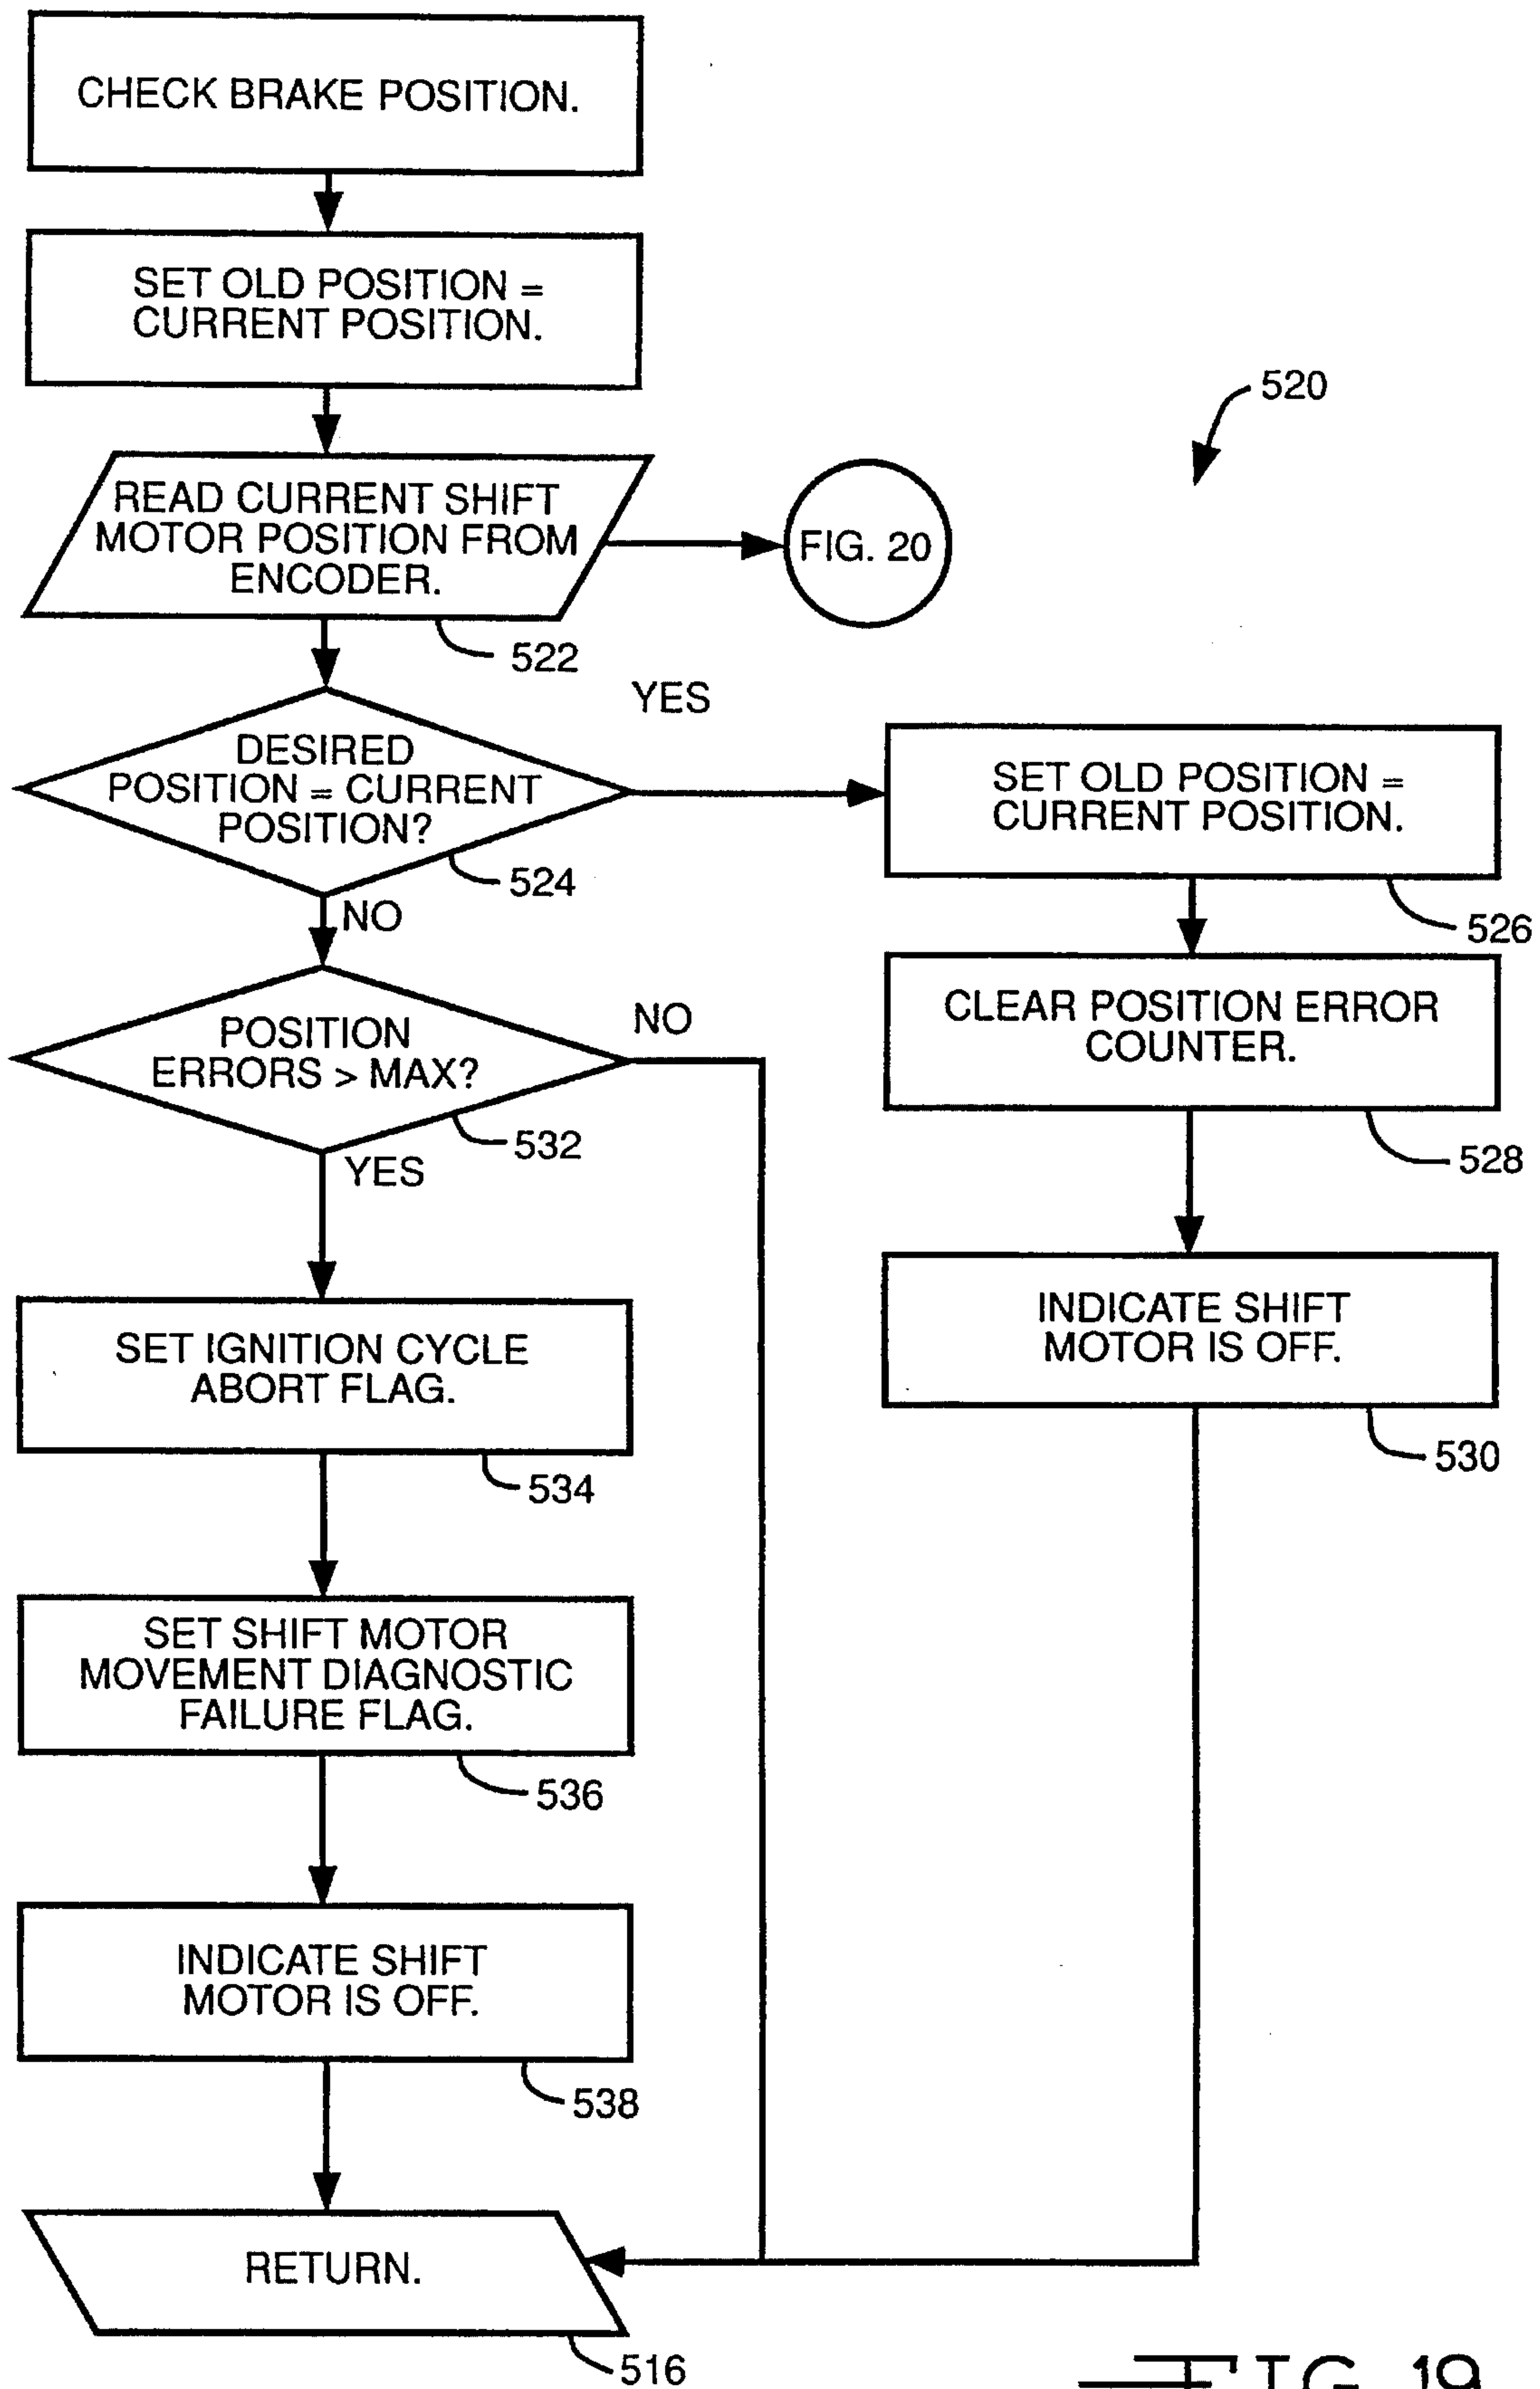 CHECK BRAKE POSITION.
SET OLD POSITION =
CURRENT POSITION.
520
READ CURRENT SHIFT
MOTOR POSITION FROM
ENCODER.
FIG. 20
522
YES
DESIRED
POSITION = CURRENT
POSITION?
524
SET OLD POSITION =
CURRENT POSITION.
526
NO
POSITION
ERRORS > MAX?
NO
532
YES
CLEAR POSITION ERROR
COUNTER.
528
INDICATE SHIFT
MOTOR IS OFF.
530
SET IGNITION CYCLE
ABORT FLAG.
534
SET SHIFT MOTOR
MOVEMENT DIAGNOSTIC
FAILURE FLAG.
536
INDICATE SHIFT
MOTOR IS OFF.
538
RETURN.
516
FIG. 19